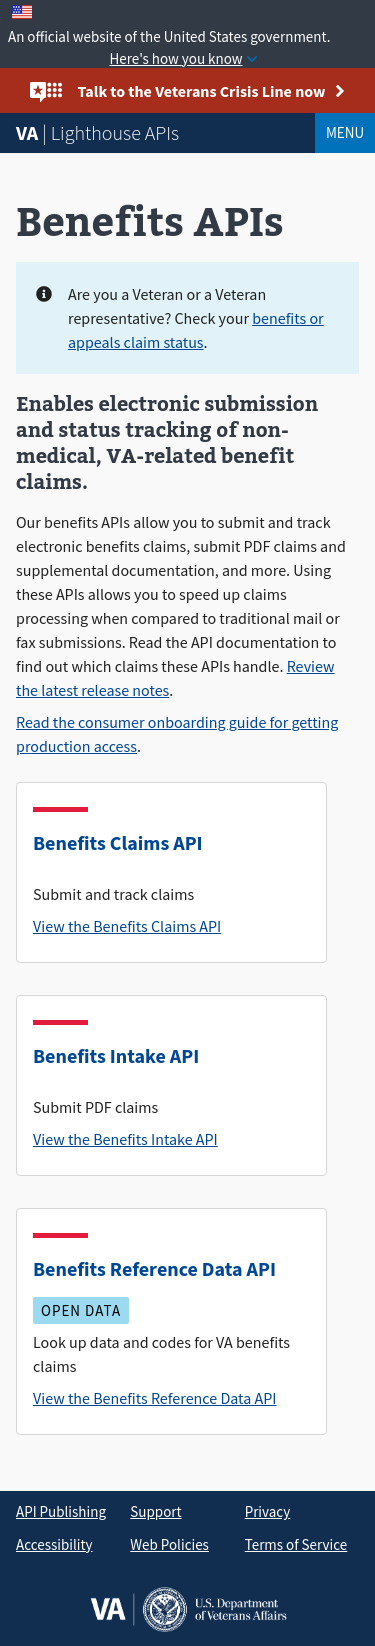 An official website of the United States government.
Here's how you know
Talk to the Veterans Crisis Line now
VA | Lighthouse APIs
MENU
Benefits APIs
Are you a Veteran or a Veteran
representative? Check your benefits or
appeals claim status.
Enables electronic submission
and status tracking of non-
medical, VA-related benefit
claims.
Our benefits APIs allow you to submit and track
electronic benefits claims, submit PDF claims and
supplemental documentation, and more. Using
these APIs allows you to speed up claims
processing when compared to traditional mail or
fax submissions. Read the API documentation to
find out which claims these APIs handle. Review
the latest release notes.
Read the consumer onboarding guide for getting
production access.
Benefits Claims API
Submit and track claims
View the Benefits Claims API
Benefits Intake API
Submit PDF claims
View the Benefits Intake API
Benefits Reference Data API
OPEN DATA
Look up data and codes for VA benefits
claims
View the Benefits Reference Data API
API Publishing Support Privacy
Accessibility Web Policies Terms of Service
VA
U.S. Department
of Veterans Affairs